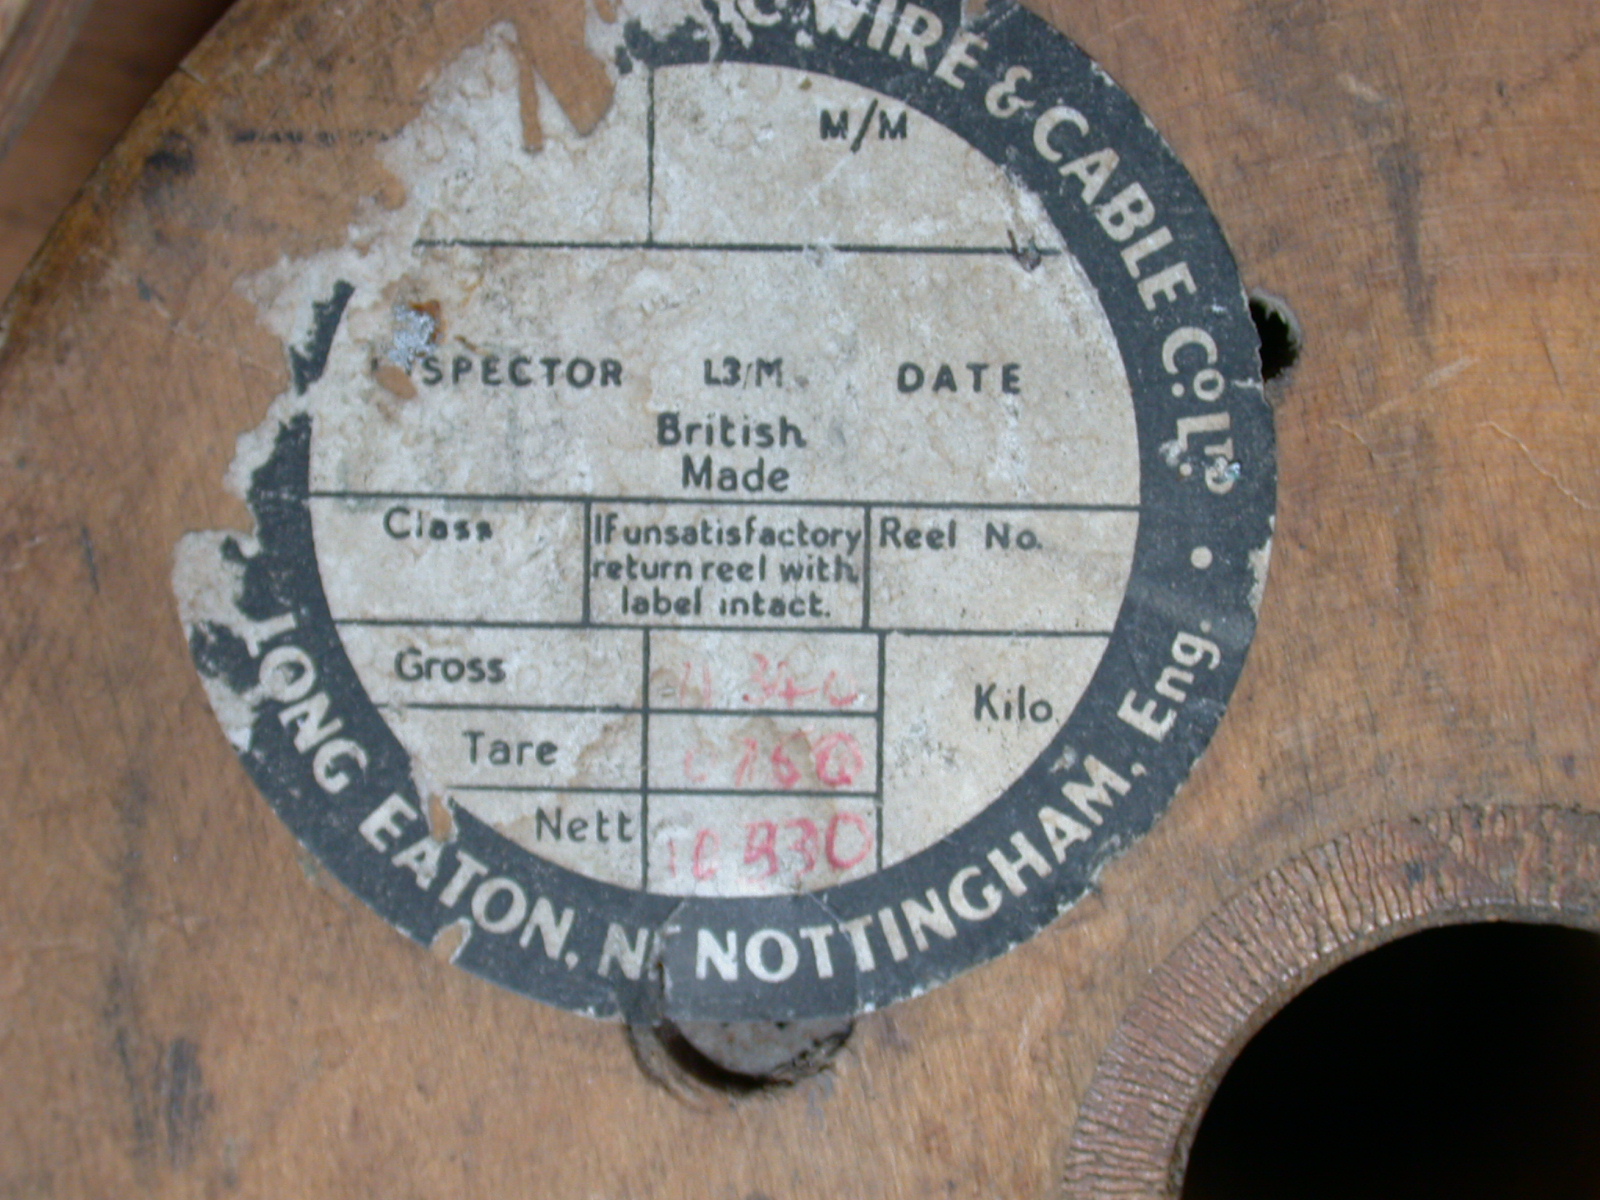 WIRE & CABLE Co. Ltd.
M/M
SPECTOR L3/M. DATE
British
Made
Class
If unsatisfactory
return reel with
label intact.
Reel No.
Gross
Tare
Nett
Kilo
LONG EATON, Nr NOTTINGHAM, Eng.